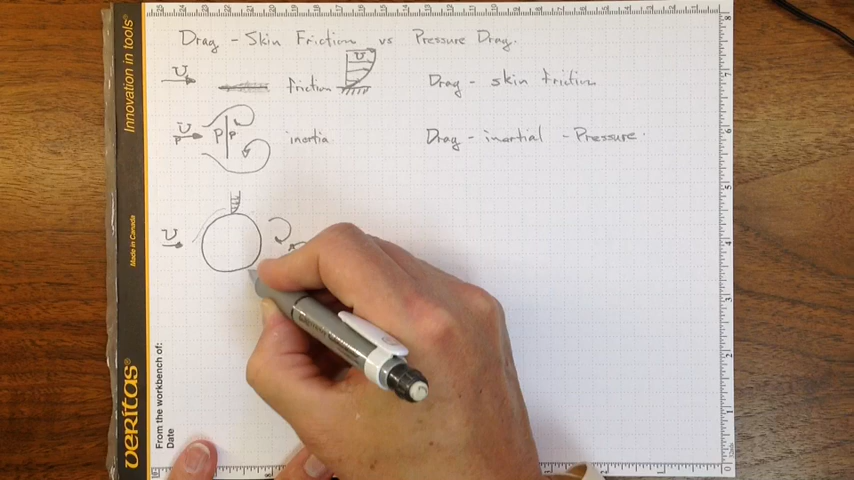 Drag - Skin Friction vs Pressure Drag.
U friction U Drag - skin friction
U P P P inertia Drag - inertial - Pressure.
U
Innovation in tools®
Made in Canada
veritas®
From the workbench of:
Date